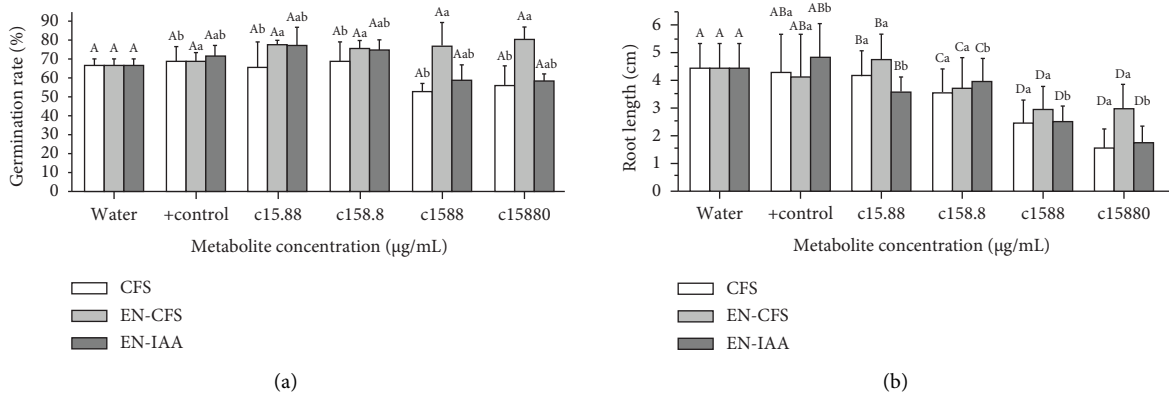 Germination rate (%)
90
80
70
60
50
40
30
20
10
0
A A A
Ab Aa Aab
Ab Aa Aab
Ab Aa Aab
Ab Aa Aab
Ab Aa Aab
Water +control c15.88 c158.8 c1588 c15880
Metabolite concentration (μg/mL)
CFS
EN-CFS
EN-IAA
(a)
Root length (cm)
6
5
4
3
2
1
0
A A A
ABa ABa ABb
Ba Ba Bb
Ca Ca Cb
Da Da Db
Da Da Db
Water +control c15.88 c158.8 c1588 c15880
Metabolite concentration (μg/mL)
CFS
EN-CFS
EN-IAA
(b)